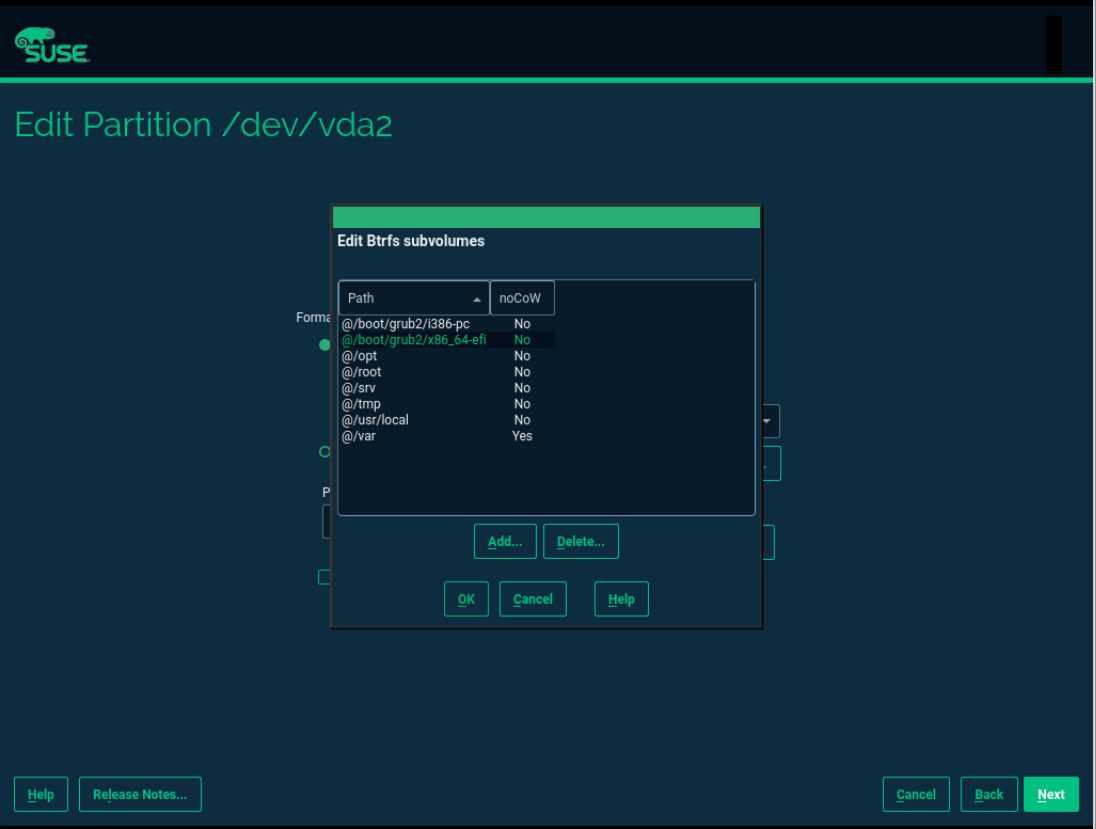 SUSE
Edit Partition /dev/vda2
Edit Btrfs subvolumes
Path noCoW
Forma
@/boot/grub2/i386-pc No
@/boot/grub2/x86_64-efi No
@/opt No
@/root No
@/srv No
@/tmp No
@/usr/local No
@/var Yes
P
Add... Delete...
OK Cancel Help
Help Release Notes... Cancel Back Next